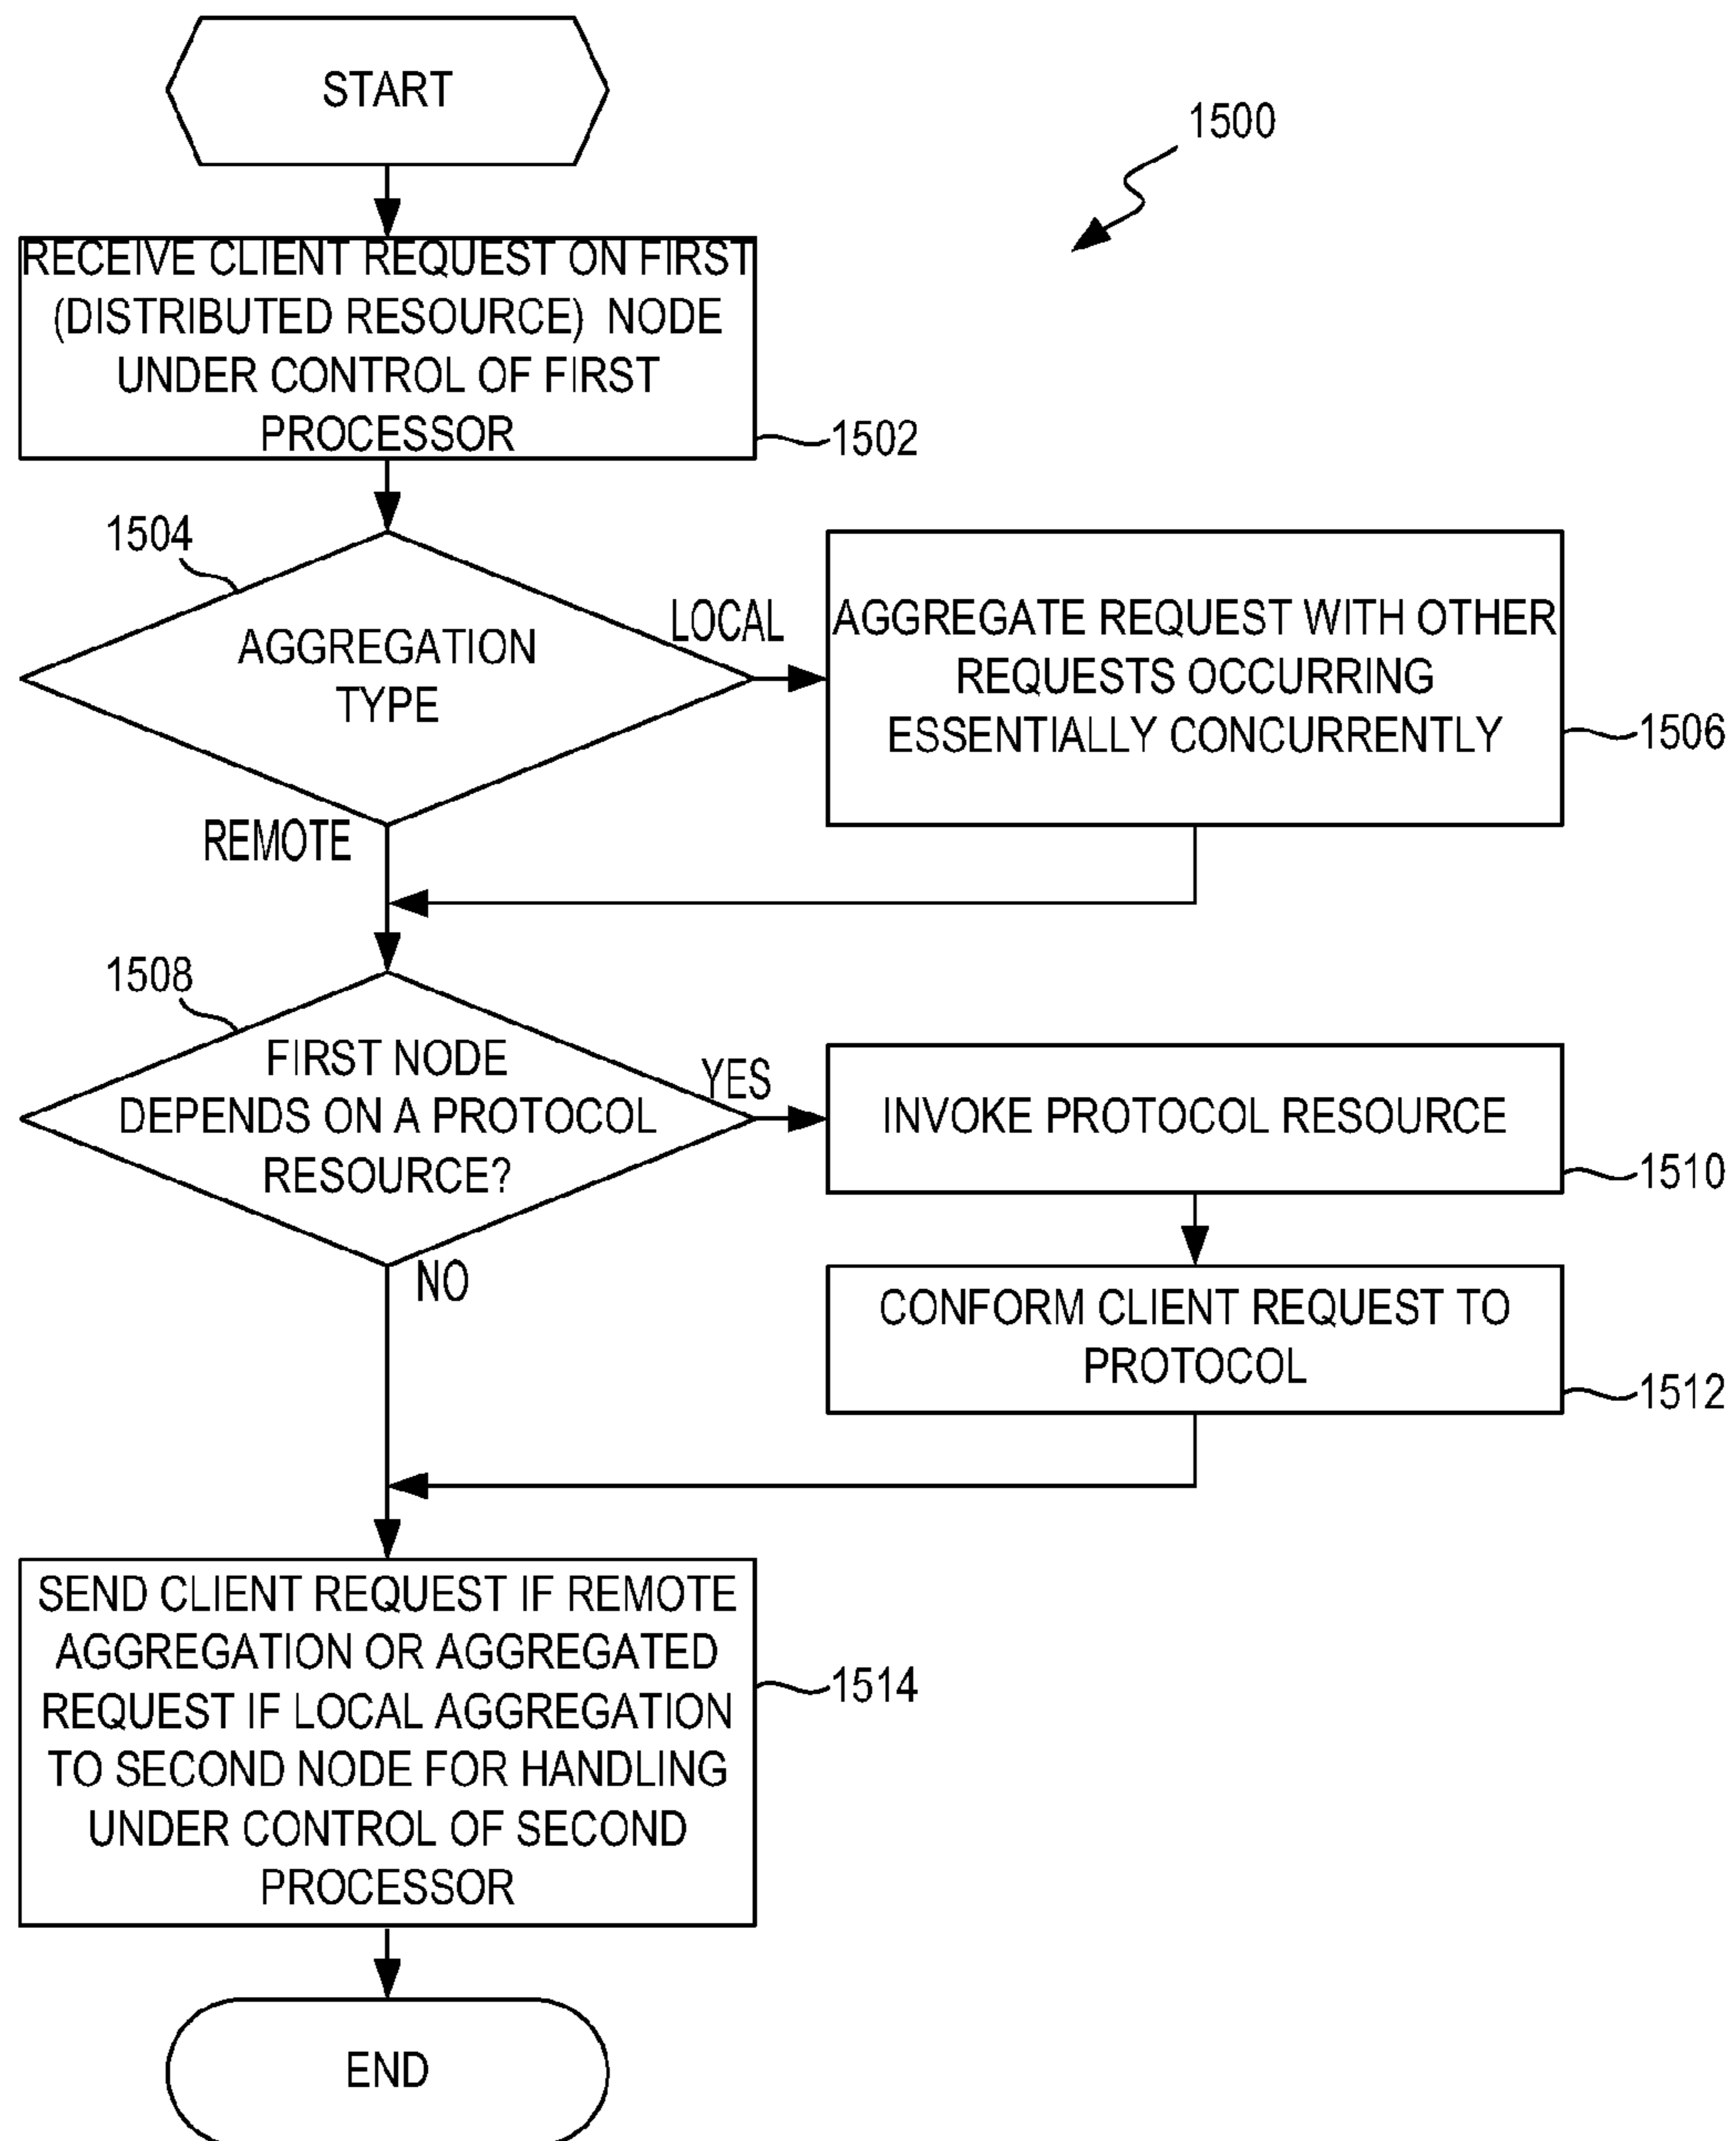 START
1500
RECEIVE CLIENT REQUEST ON FIRST
(DISTRIBUTED RESOURCE) NODE
UNDER CONTROL OF FIRST
PROCESSOR
1502
1504
AGGREGATION
TYPE
LOCAL
AGGREGATE REQUEST WITH OTHER
REQUESTS OCCURRING
ESSENTIALLY CONCURRENTLY
1506
REMOTE
1508
FIRST NODE
DEPENDS ON A PROTOCOL
RESOURCE?
YES
INVOKE PROTOCOL RESOURCE
1510
NO
CONFORM CLIENT REQUEST TO
PROTOCOL
1512
SEND CLIENT REQUEST IF REMOTE
AGGREGATION OR AGGREGATED
REQUEST IF LOCAL AGGREGATION
TO SECOND NODE FOR HANDLING
UNDER CONTROL OF SECOND
PROCESSOR
1514
END